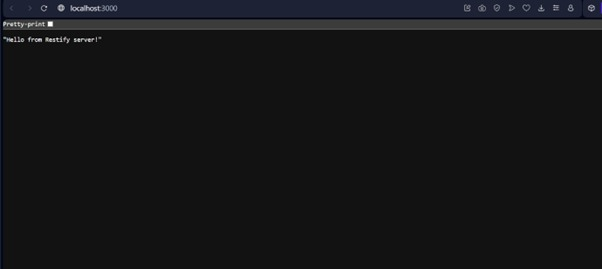 localhost:3000
Pretty-print
"Hello from Restify server!"